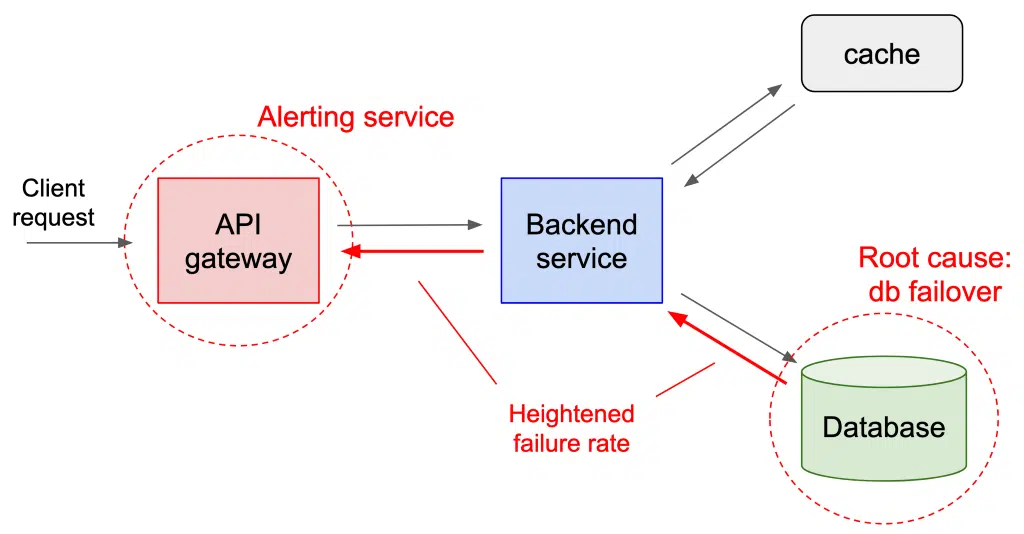 cache
Alerting service
Client
request
API
gateway
Backend
service
Root cause:
db failover
Heightened
failure rate
Database